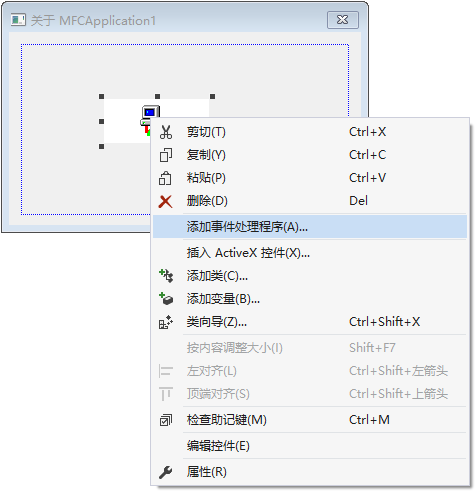 关于 MFCApplication1
剪切(T) Ctrl+X
复制(Y) Ctrl+C
粘贴(P) Ctrl+V
删除(D) Del
添加事件处理程序(A)...
插入 ActiveX 控件(X)...
添加类(C)...
添加变量(B)...
类向导(Z)... Ctrl+Shift+X
按内容调整大小(I) Shift+F7
左对齐(L) Ctrl+Shift+左箭头
顶端对齐(S) Ctrl+Shift+上箭头
检查助记键(M) Ctrl+M
编辑控件(E)
属性(R)